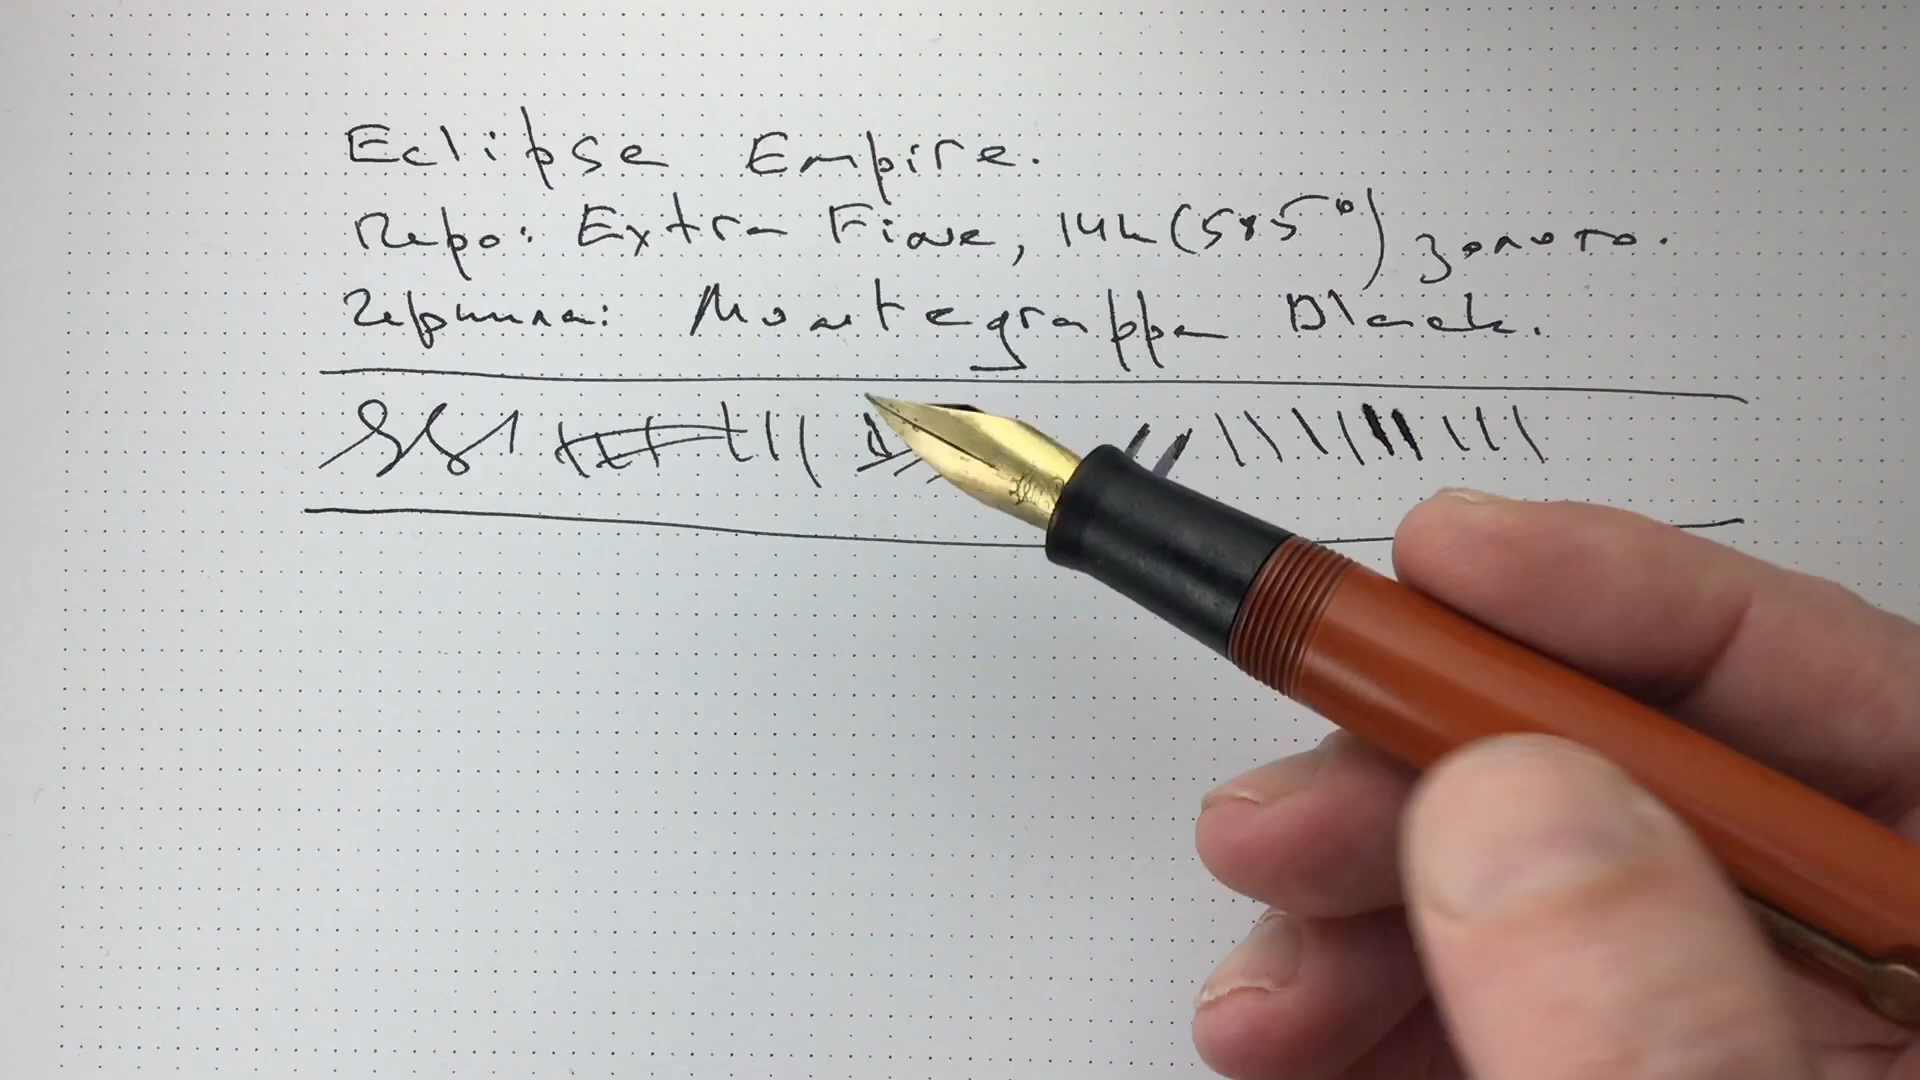 Eclipse Empire.
Перо: Extra Fine, 14k (585°) золото.
Чернила: Montegrappa Black.